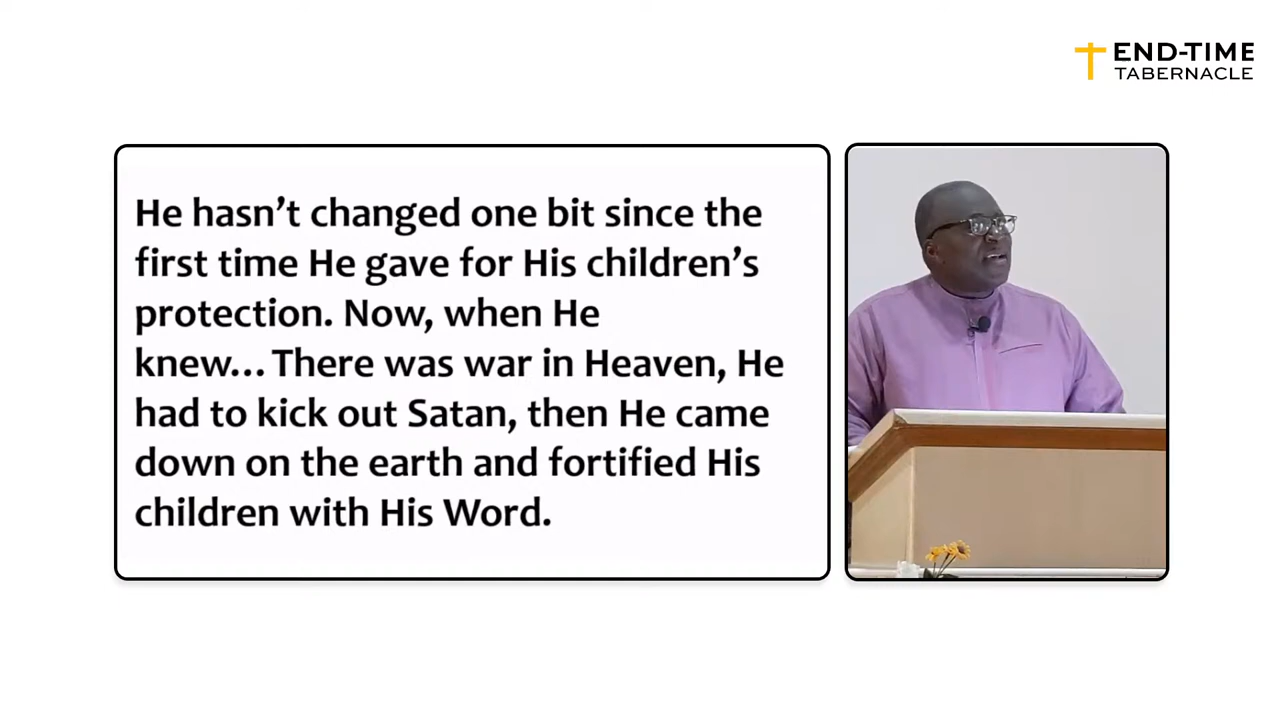 END-TIME
TABERNACLE
He hasn’t changed one bit since the
first time He gave for His children’s
protection. Now, when He
knew… There was war in Heaven, He
had to kick out Satan, then He came
down on the earth and fortified His
children with His Word.